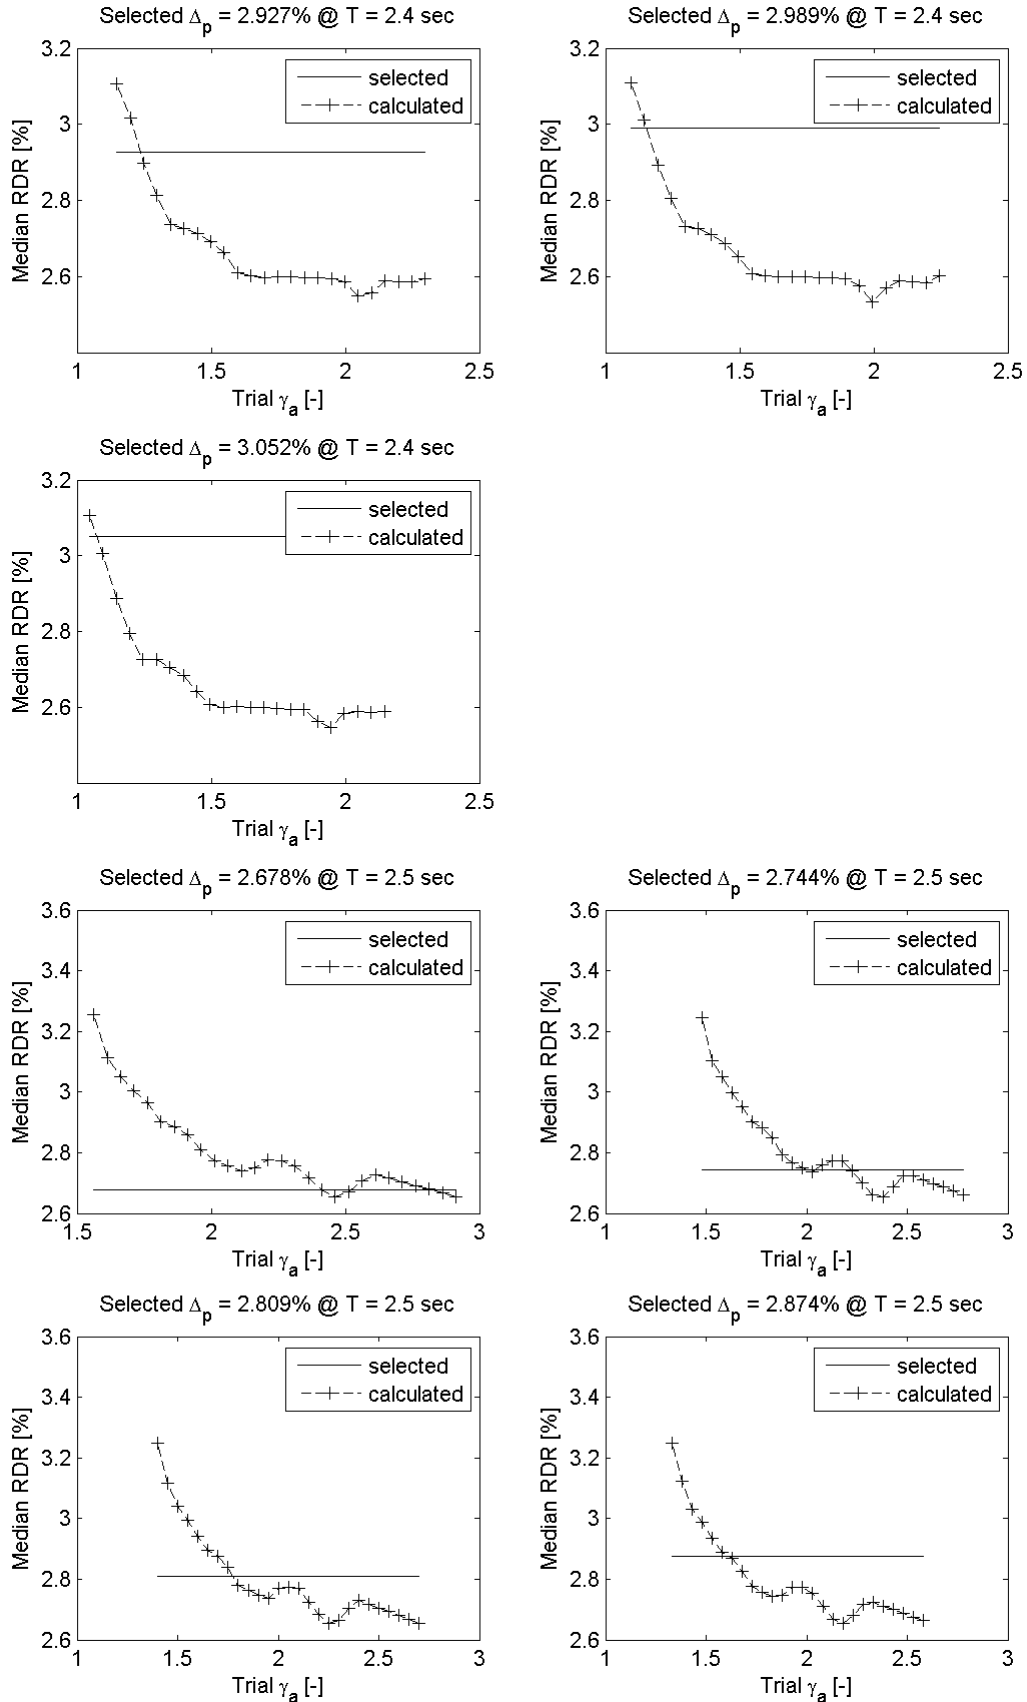 Selected Δp = 2.927% @ T = 2.4 sec
3.2
3
2.8
2.6
1
1.5
2
2.5
Median RDR [%]
Trial γa [-]
selected
calculated
Selected Δp = 2.989% @ T = 2.4 sec
3.2
3
2.8
2.6
1
1.5
2
2.5
Median RDR [%]
Trial γa [-]
selected
calculated
Selected Δp = 3.052% @ T = 2.4 sec
3.2
3
2.8
2.6
1
1.5
2
2.5
Median RDR [%]
Trial γa [-]
selected
calculated
Selected Δp = 2.678% @ T = 2.5 sec
3.6
3.4
3.2
3
2.8
2.6
1.5
2
2.5
3
Median RDR [%]
Trial γa [-]
selected
calculated
Selected Δp = 2.744% @ T = 2.5 sec
3.6
3.4
3.2
3
2.8
2.6
1
1.5
2
2.5
3
Median RDR [%]
Trial γa [-]
selected
calculated
Selected Δp = 2.809% @ T = 2.5 sec
3.6
3.4
3.2
3
2.8
2.6
1
1.5
2
2.5
3
Median RDR [%]
Trial γa [-]
selected
calculated
Selected Δp = 2.874% @ T = 2.5 sec
3.6
3.4
3.2
3
2.8
2.6
1
1.5
2
2.5
3
Median RDR [%]
Trial γa [-]
selected
calculated